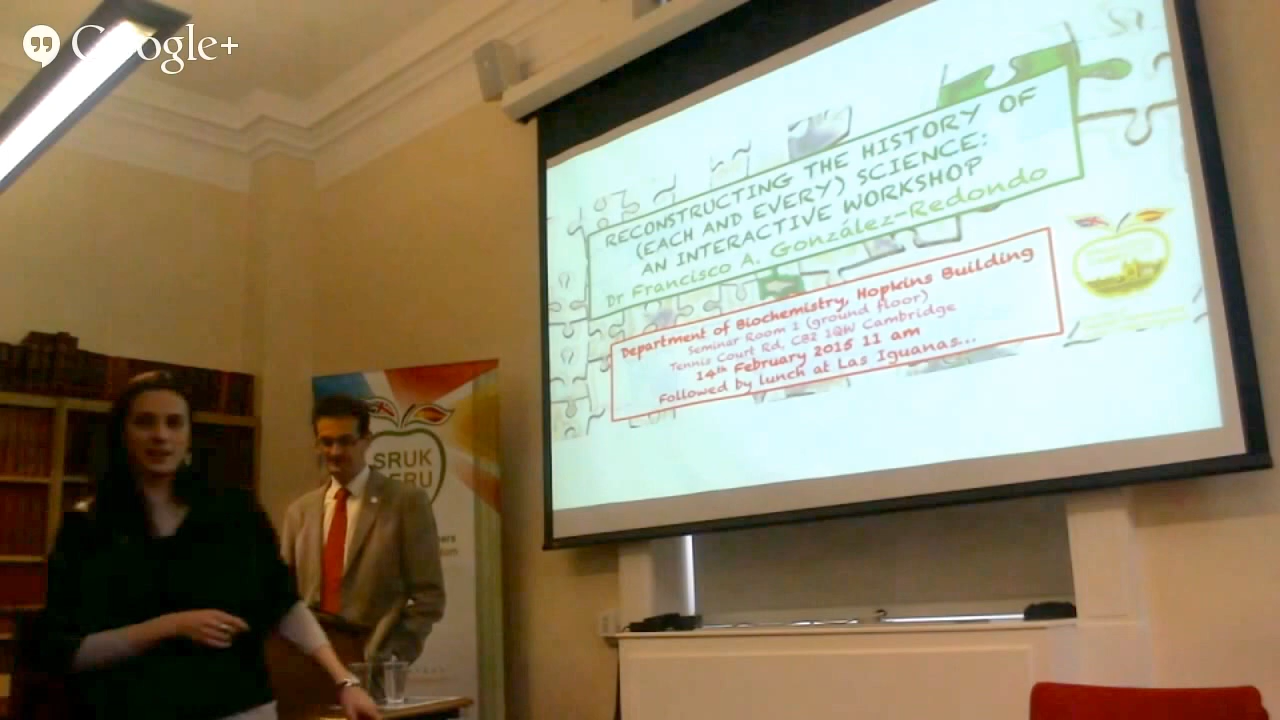 Google+
RECONSTRUCTING THE HISTORY OF
(EACH AND EVERY) SCIENCE:
AN INTERACTIVE WORKSHOP
Dr Francisco A. González-Redondo
Department of Biochemistry, Hopkins Building
Seminar Room 1 (ground floor)
Tennis Court Rd, CB2 1QW Cambridge
14th February 2015 11 am
Followed by lunch at Las Iguanas...
SRUK